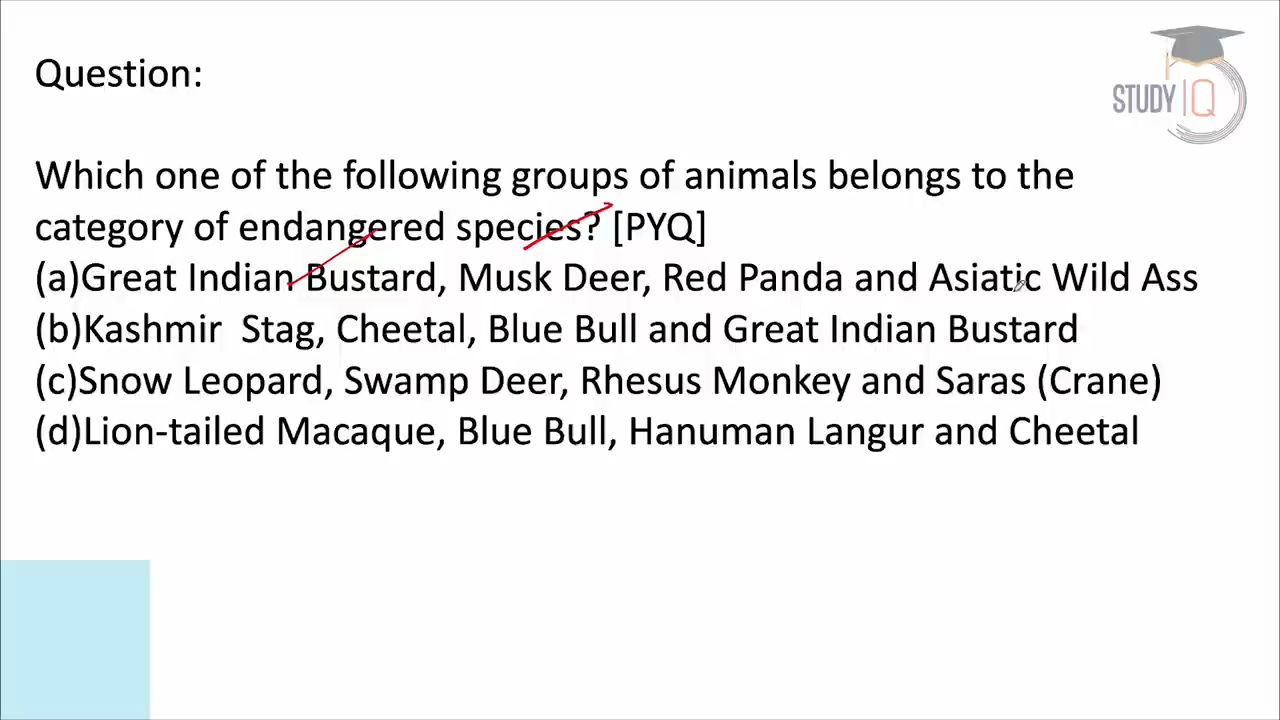 STUDY IQ
Question:
Which one of the following groups of animals belongs to the
category of endangered species? [PYQ]
(a)Great Indian Bustard, Musk Deer, Red Panda and Asiatic Wild Ass
(b)Kashmir Stag, Cheetal, Blue Bull and Great Indian Bustard
(c)Snow Leopard, Swamp Deer, Rhesus Monkey and Saras (Crane)
(d)Lion-tailed Macaque, Blue Bull, Hanuman Langur and Cheetal